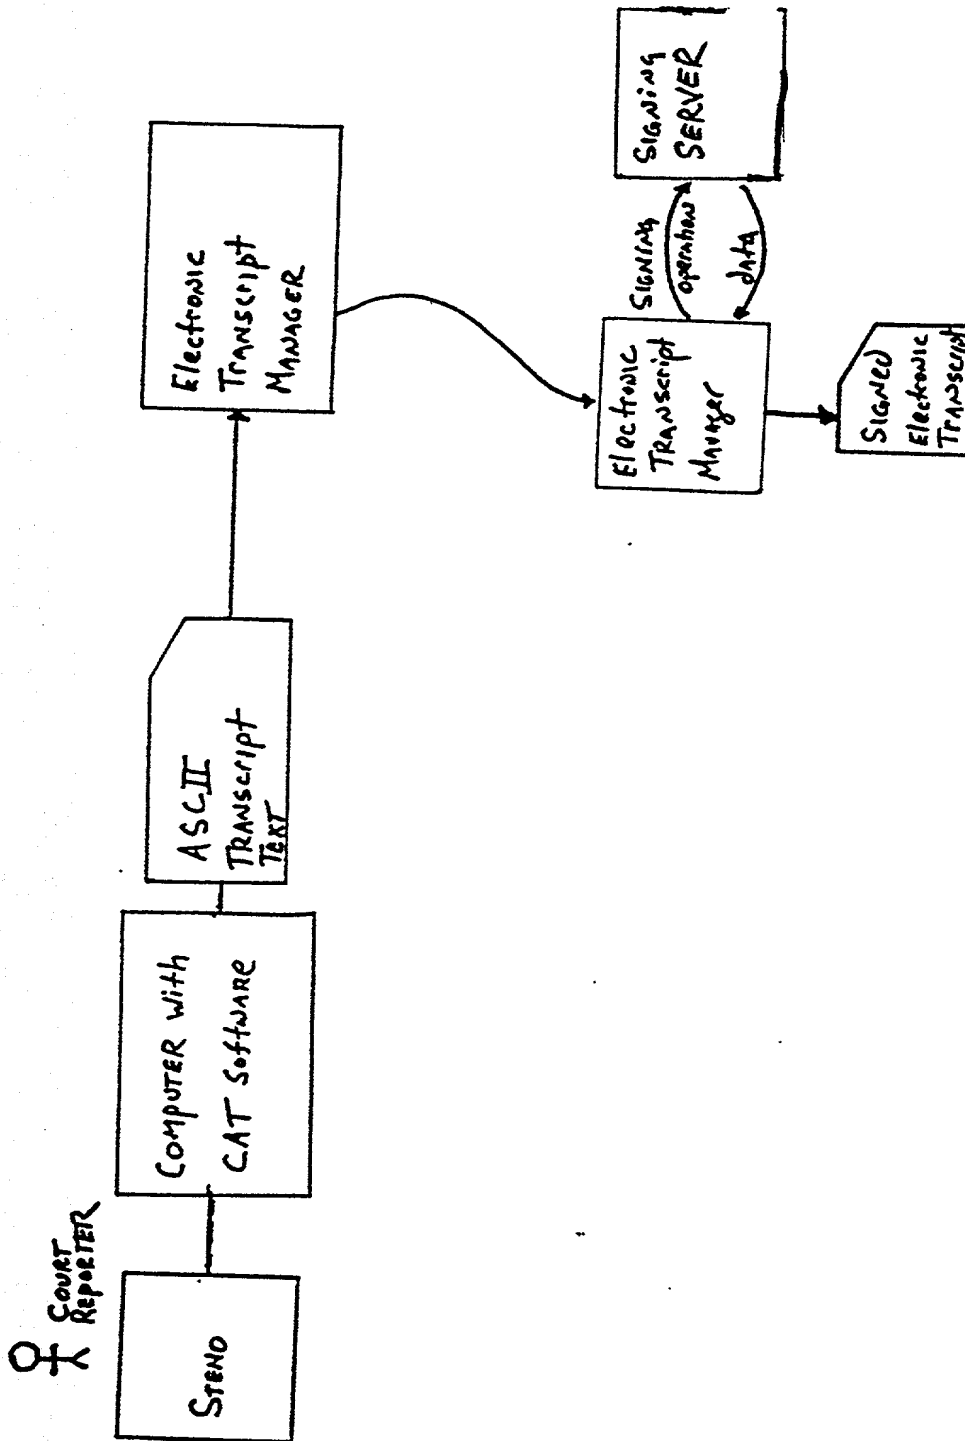 COURT
REPORTER
STENO
COMPUTER with
CAT SoftwARe
ASCII
TRANscript
TEXT
ElectroNIC
TRANscript
MANAGER
ElectroNIC
TRANscript
MANager
SIGNING
operation
data
SIGNiNg
SERVER
SIGNed
ElectroNIC
TRANscript